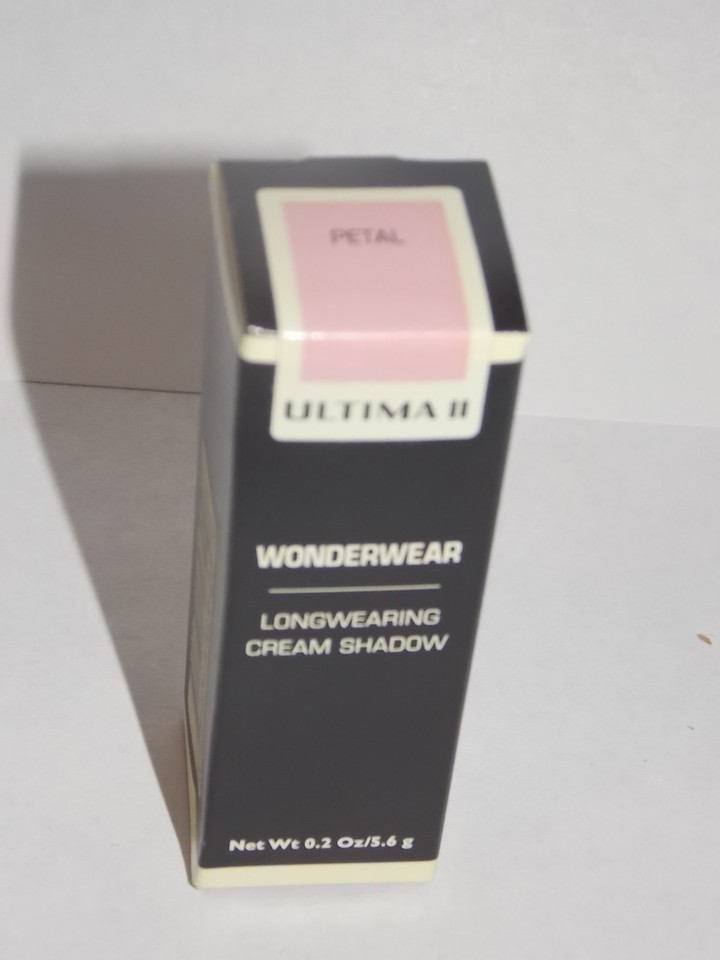 PETAL
ULTIMA II
WONDERWEAR
LONGWEARING
CREAM SHADOW
Net Wt 0.2 Oz/5.6 g